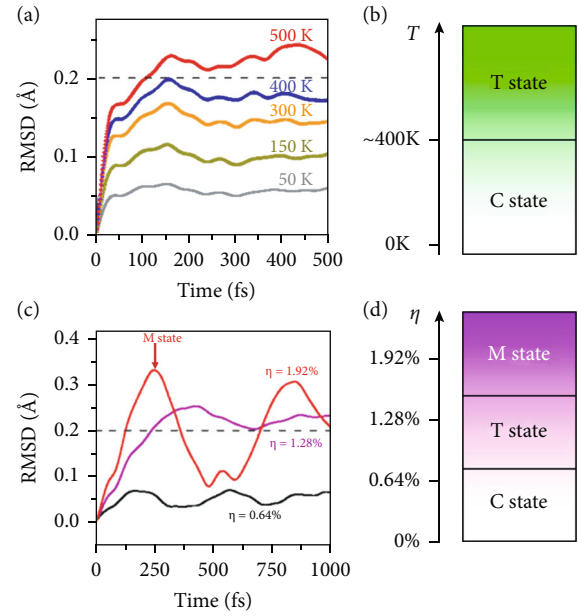 (a)
RMSD (Å)
0.2
0.1
0.0
500 K
400 K
300 K
150 K
50 K
0 100 200 300 400 500
Time (fs)
(b)
T
~400K
0K
T state
C state
(c)
RMSD (Å)
0.4
0.3
0.2
0.1
0.0
M state
η = 1.92%
η = 1.28%
η = 0.64%
0 250 500 750 1000
Time (fs)
(d)
η
1.92%
1.28%
0.64%
0%
M state
T state
C state